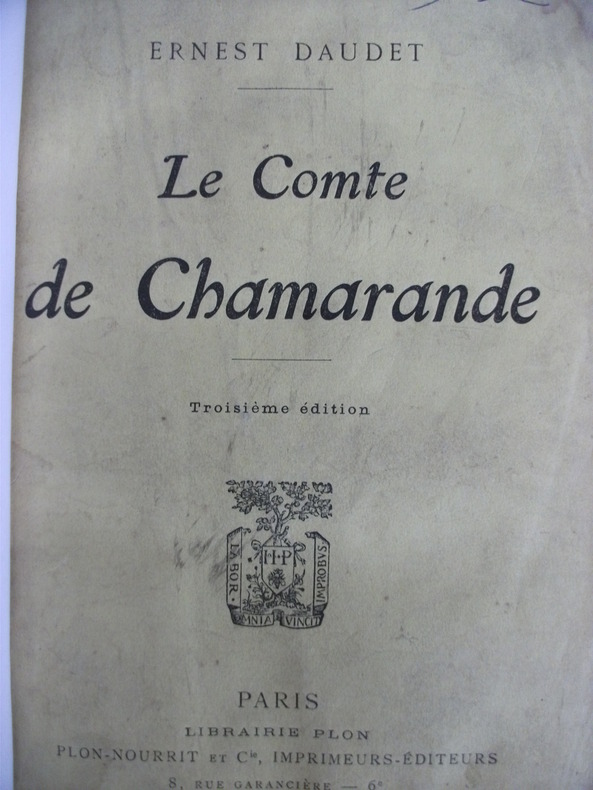 ERNEST DAUDET
Le Comte
de Chamarande
Troisième édition
LABOR
H·P
IMPROBVS
OMNIA VINCIT
PARIS
LIBRAIRIE PLON
PLON-NOURRIT ET Cie, IMPRIMEURS-ÉDITEURS
8, RUE GARANCIÈRE — 6e